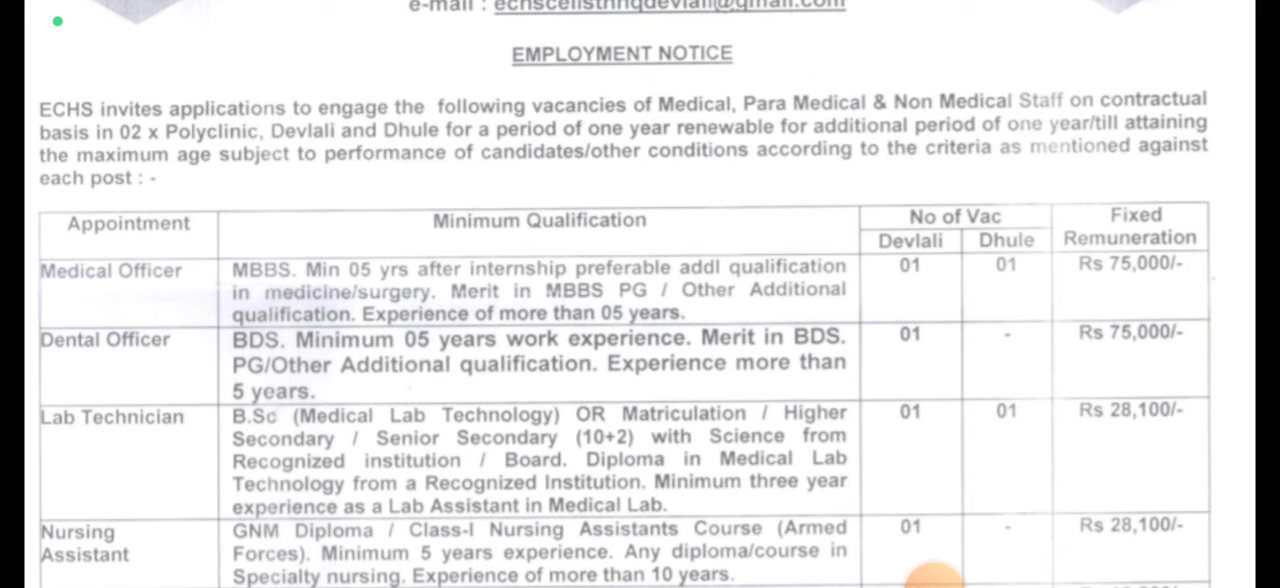 e-mail :
EMPLOYMENT NOTICE
ECHS invites applications to engage the following vacancies of Medical, Para Medical & Non Medical Staff on contractual
basis in 02 x Polyclinic, Devlali and Dhule for a period of one year renewable for additional period of one year/till attaining
the maximum age subject to performance of candidates/other conditions according to the criteria as mentioned against
each post : -
Appointment Minimum Qualification No of Vac Fixed
Devlali Dhule Remuneration
Medical Officer MBBS. Min 05 yrs after internship preferable addl qualification 01 01 Rs 75,000/-
in medicine/surgery. Merit in MBBS PG / Other Additional
qualification. Experience of more than 05 years.
Dental Officer BDS. Minimum 05 years work experience. Merit in BDS. 01 - Rs 75,000/-
PG/Other Additional qualification. Experience more than
5 years.
Lab Technician B.Sc (Medical Lab Technology) OR Matriculation / Higher 01 01 Rs 28,100/-
Secondary / Senior Secondary (10+2) with Science from
Recognized institution / Board. Diploma in Medical Lab
Technology from a Recognized Institution. Minimum three year
experience as a Lab Assistant in Medical Lab.
Nursing GNM Diploma / Class-I Nursing Assistants Course (Armed 01 - Rs 28,100/-
Assistant Forces). Minimum 5 years experience. Any diploma/course in
Specialty nursing. Experience of more than 10 years.